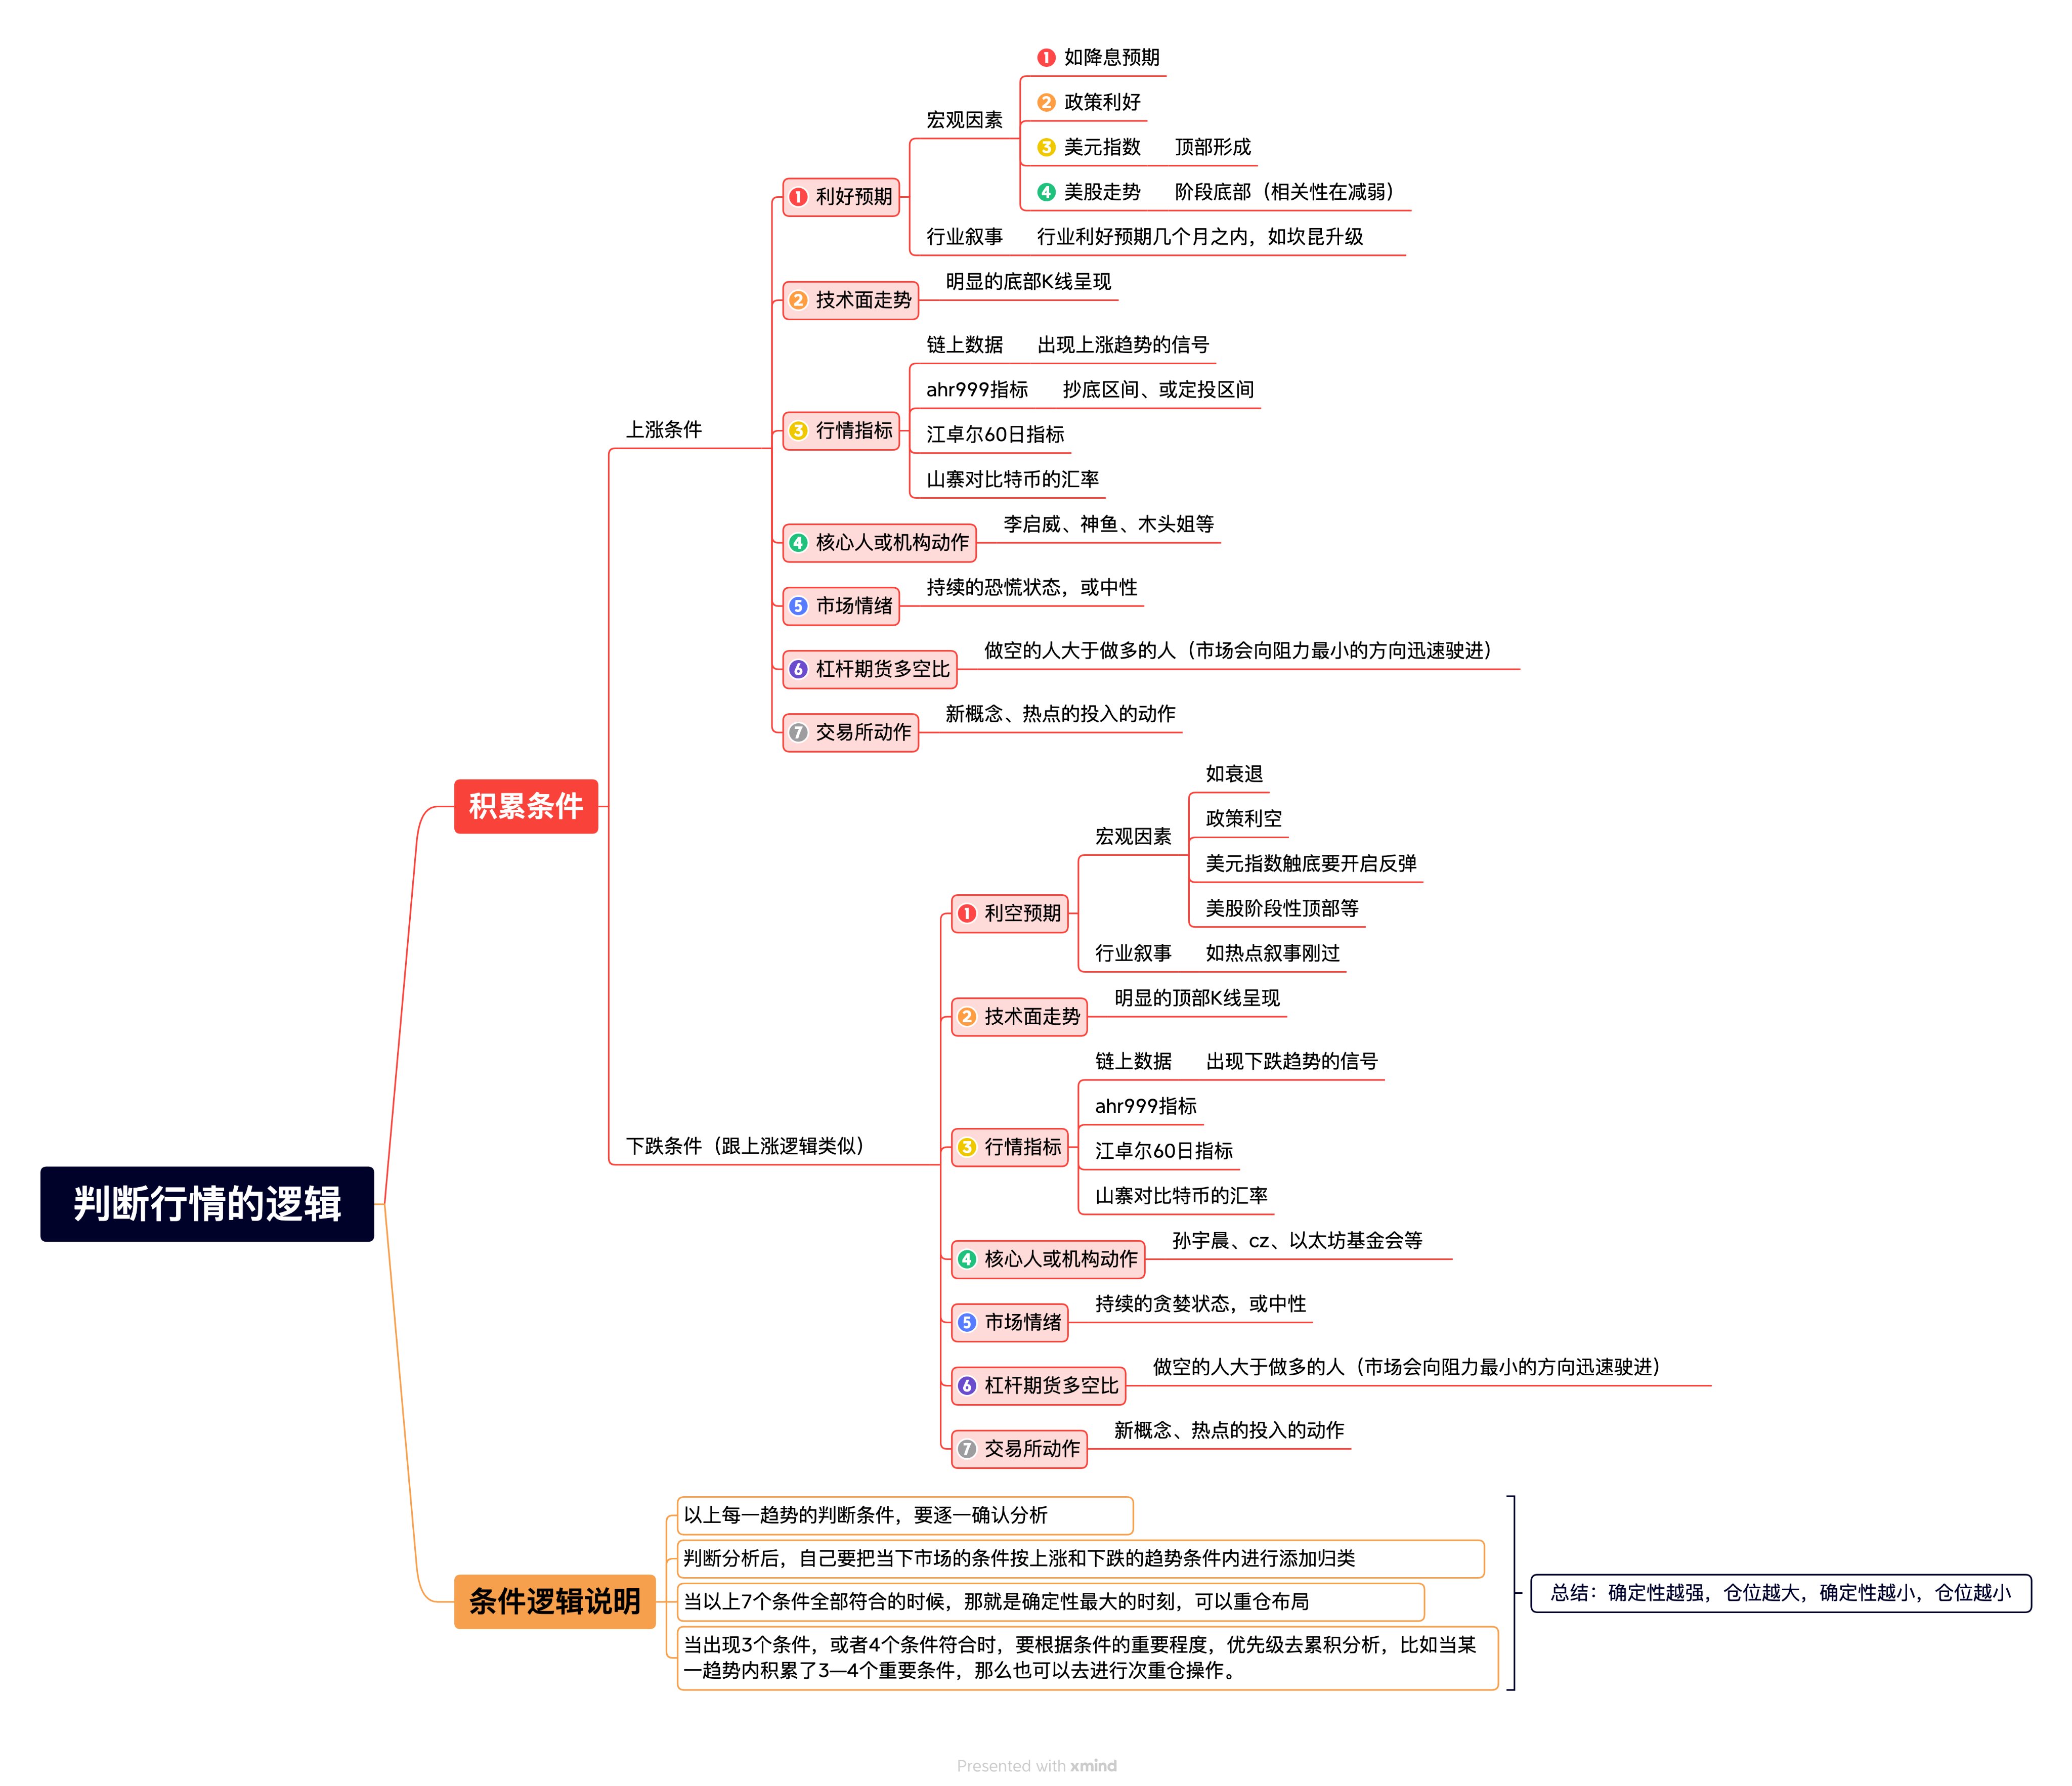 判断行情的逻辑
积累条件
上涨条件
1 利好预期
宏观因素
1 如降息预期
2 政策利好
3 美元指数 顶部形成
4 美股走势 阶段底部（相关性在减弱）
行业叙事 行业利好预期几个月之内，如坎昆升级
2 技术面走势
明显的底部K线呈现
3 行情指标
链上数据 出现上涨趋势的信号
ahr999指标 抄底区间、或定投区间
江卓尔60日指标
山寨对比特币的汇率
4 核心人或机构动作
李启威、神鱼、木头姐等
5 市场情绪
持续的恐慌状态，或中性
6 杠杆期货多空比
做空的人大于做多的人（市场会向阻力最小的方向迅速驶进）
7 交易所动作
新概念、热点的投入的动作
下跌条件（跟上涨逻辑类似）
1 利空预期
宏观因素
如衰退
政策利空
美元指数触底要开启反弹
美股阶段性顶部等
行业叙事 如热点叙事刚过
2 技术面走势
明显的顶部K线呈现
3 行情指标
链上数据 出现下跌趋势的信号
ahr999指标
江卓尔60日指标
山寨对比特币的汇率
4 核心人或机构动作
孙宇晨、cz、以太坊基金会等
5 市场情绪
持续的贪婪状态，或中性
6 杠杆期货多空比
做空的人大于做多的人（市场会向阻力最小的方向迅速驶进）
7 交易所动作
新概念、热点的投入的动作
条件逻辑说明
以上每一趋势的判断条件，要逐一确认分析
判断分析后，自己要把当下市场的条件按上涨和下跌的趋势条件内进行添加归类
当以上7个条件全部符合的时候，那就是确定性最大的时刻，可以重仓布局
当出现3个条件，或者4个条件符合时，要根据条件的重要程度，优先级去累积分析，比如当某
一趋势内积累了3—4个重要条件，那么也可以去进行次重仓操作。
总结：确定性越强，仓位越大，确定性越小，仓位越小
Presented with xmind